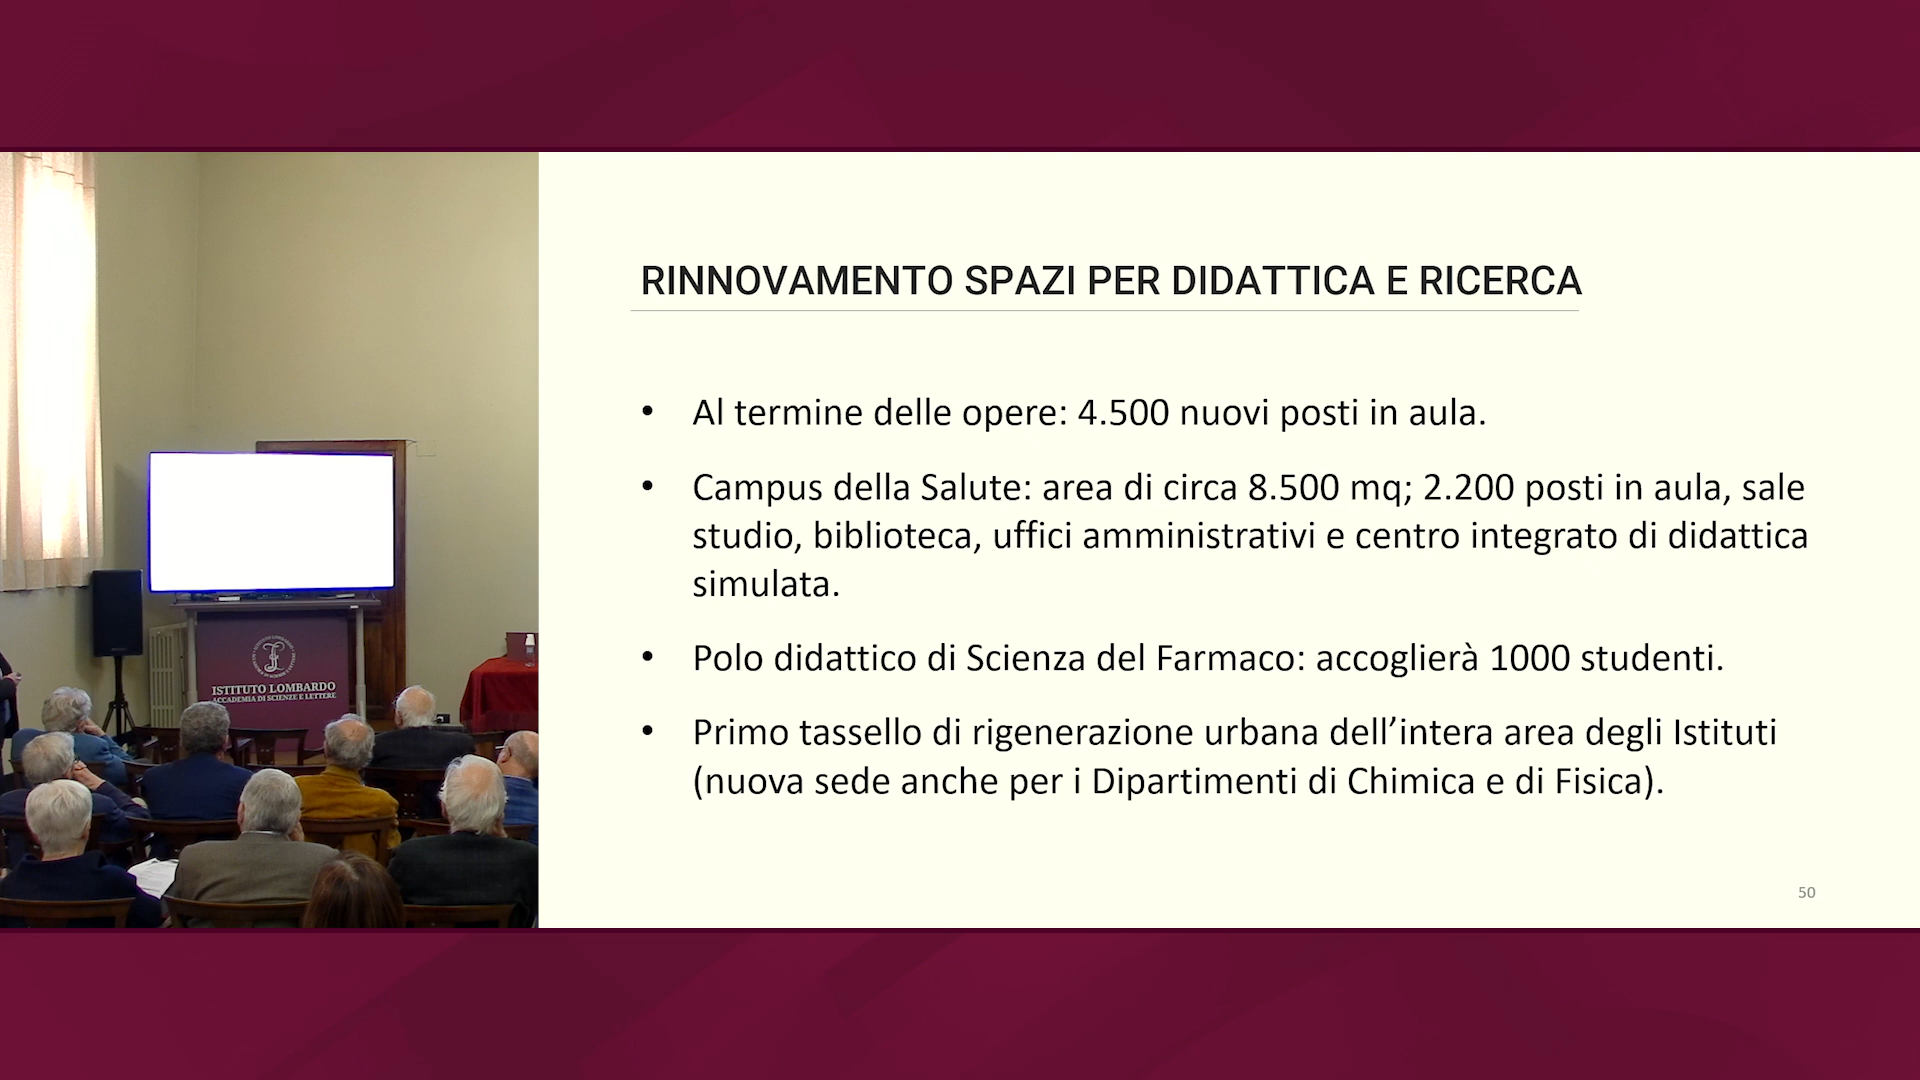 RINNOVAMENTO SPAZI PER DIDATTICA E RICERCA
• Al termine delle opere: 4.500 nuovi posti in aula.
• Campus della Salute: area di circa 8.500 mq; 2.200 posti in aula, sale
studio, biblioteca, uffici amministrativi e centro integrato di didattica
simulata.
• Polo didattico di Scienza del Farmaco: accoglierà 1000 studenti.
• Primo tassello di rigenerazione urbana dell’intera area degli Istituti
(nuova sede anche per i Dipartimenti di Chimica e di Fisica).
50
ISTITUTO LOMBARDO
ACCADEMIA DI SCIENZE E LETTERE